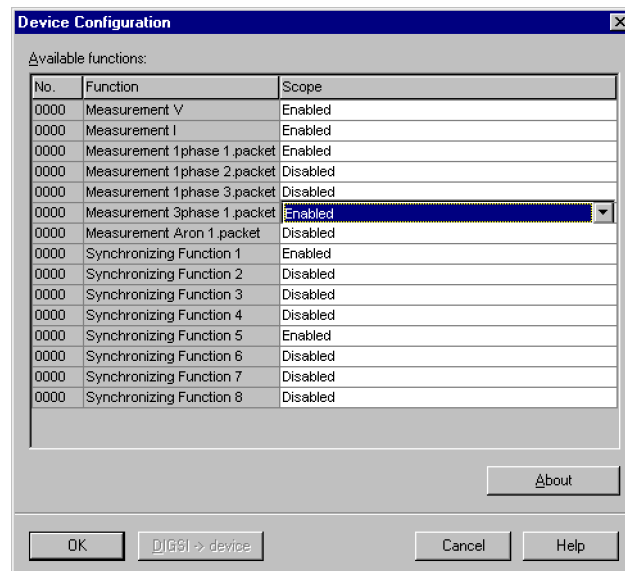 Device Configuration
Available functions:
No. Function Scope
0000 Measurement V Enabled
0000 Measurement I Enabled
0000 Measurement 1phase 1.packet Enabled
0000 Measurement 1phase 2.packet Disabled
0000 Measurement 1phase 3.packet Disabled
0000 Measurement 3phase 1.packet Enabled
0000 Measurement Aron 1.packet Disabled
0000 Synchronizing Function 1 Enabled
0000 Synchronizing Function 2 Disabled
0000 Synchronizing Function 3 Disabled
0000 Synchronizing Function 4 Disabled
0000 Synchronizing Function 5 Enabled
0000 Synchronizing Function 6 Disabled
0000 Synchronizing Function 7 Disabled
0000 Synchronizing Function 8 Disabled
About
OK DIGSI -> device Cancel Help